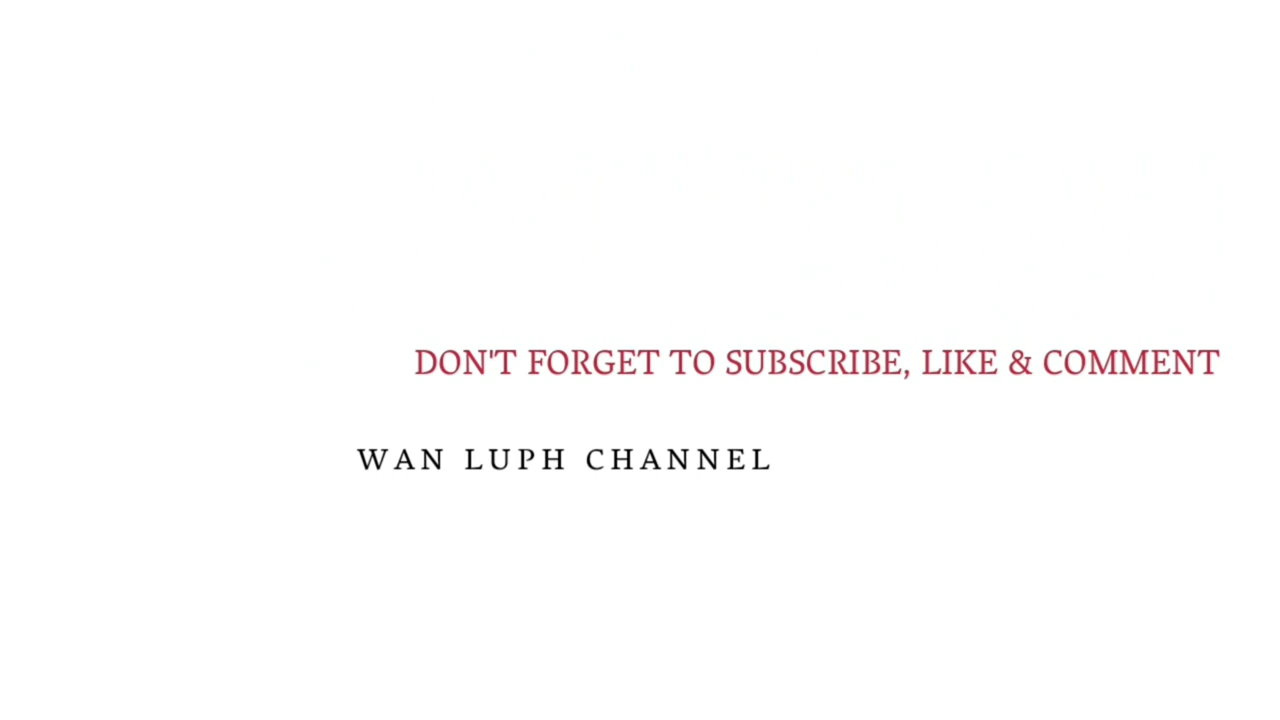 DON'T FORGET TO SUBSCRIBE, LIKE & COMMENT
WAN LUPH CHANNEL